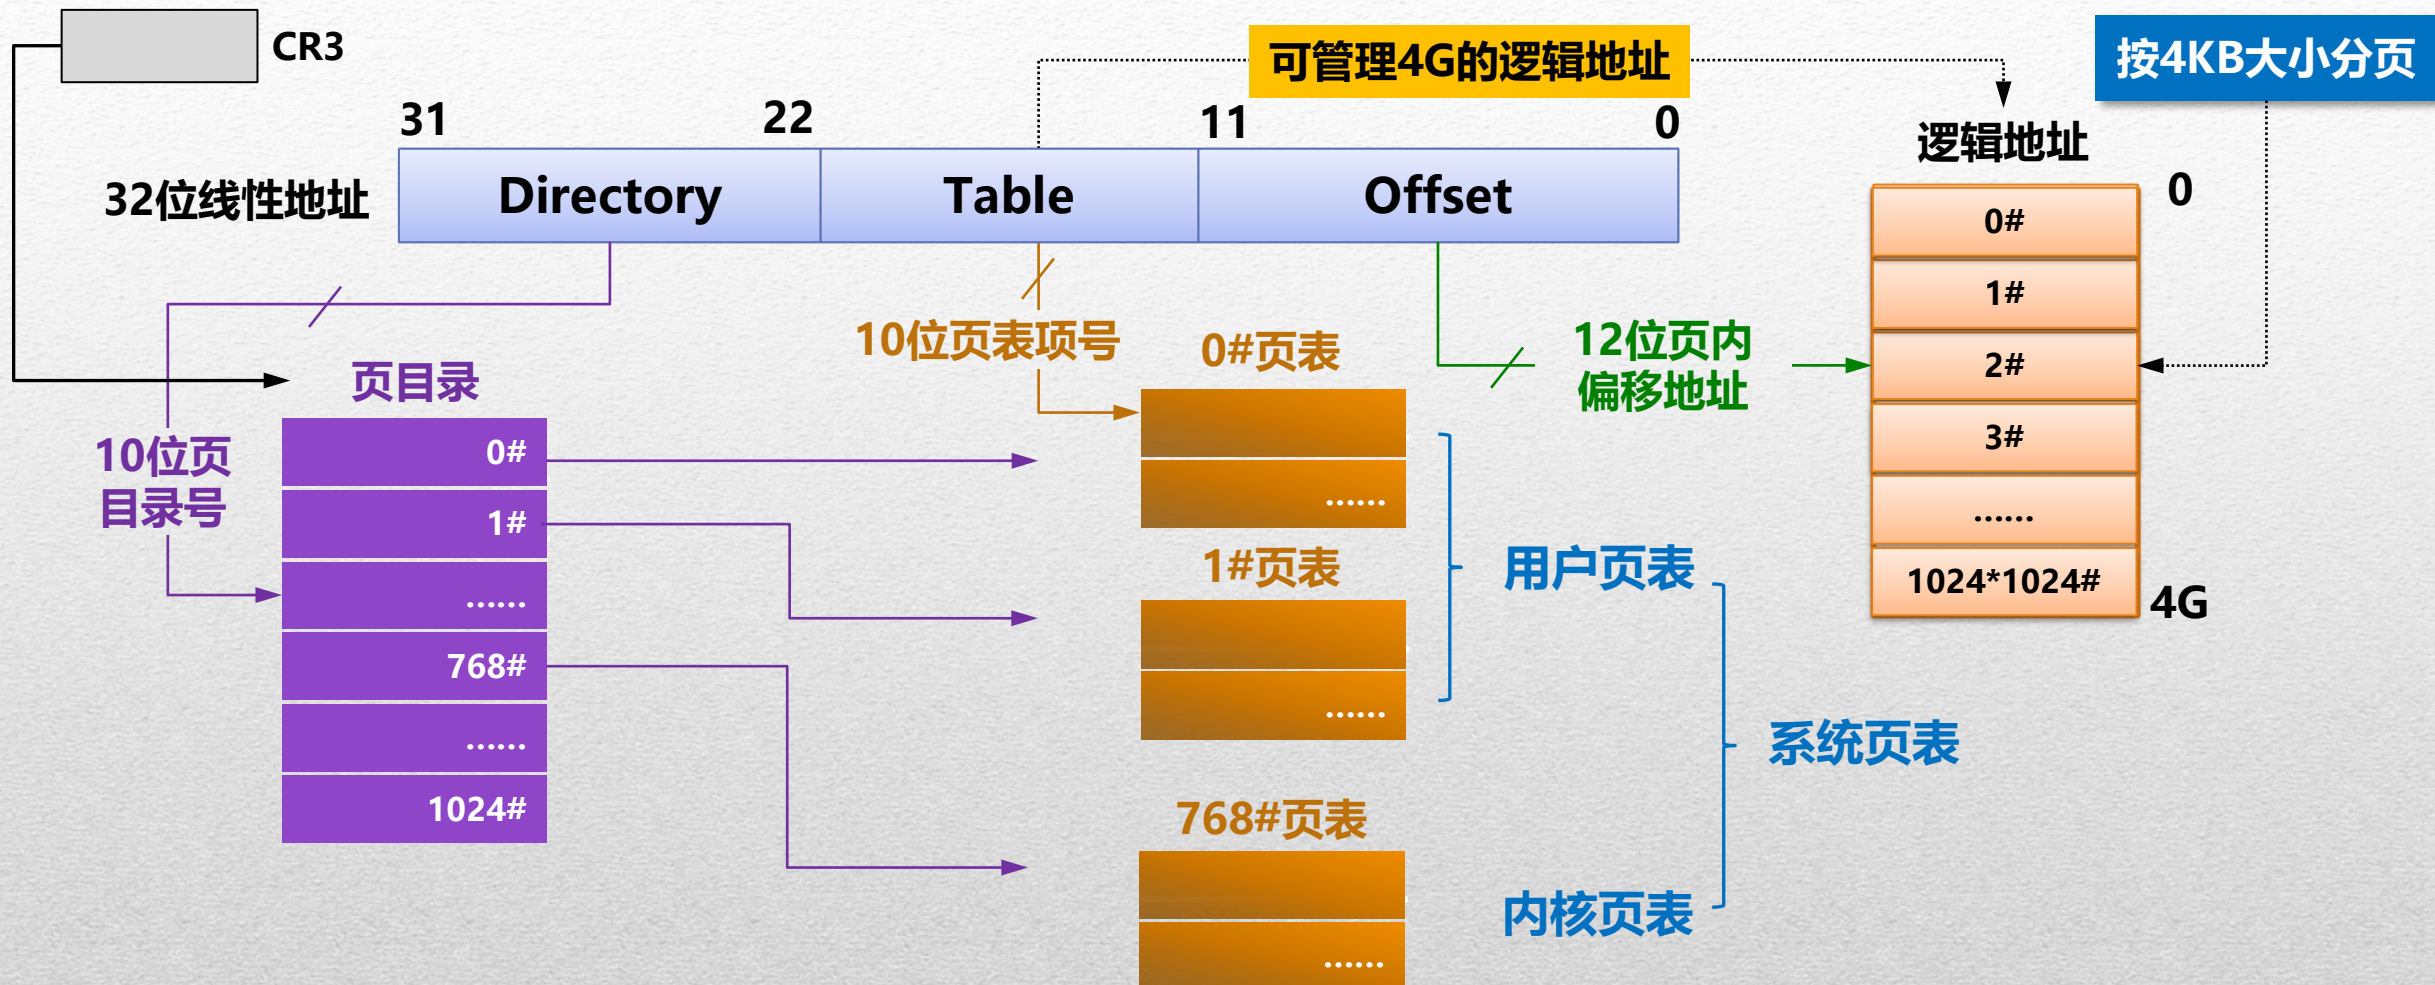 CR3
可管理4G的逻辑地址
按4KB大小分页
31
22
11
0
逻辑地址
32位线性地址
Directory
Table
Offset
0
0#
1#
2#
3#
......
1024*1024#
4G
10位页表项号
12位页内
偏移地址
页目录
10位页
目录号
0#
1#
......
768#
......
1024#
0#页表
......
1#页表
......
768#页表
......
用户页表
系统页表
内核页表